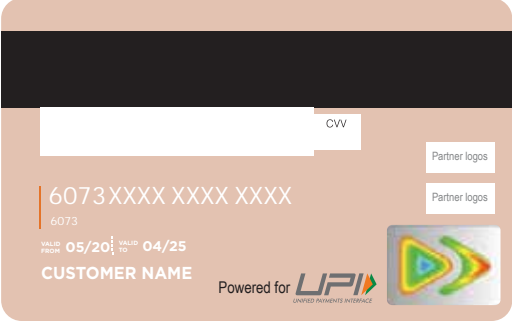 CVV
Partner logos
Partner logos
6073 XXXX XXXX XXXX
6073
VALID FROM 05/20 VALID TO 04/25
CUSTOMER NAME
Powered for UPI
UNIFIED PAYMENTS INTERFACE